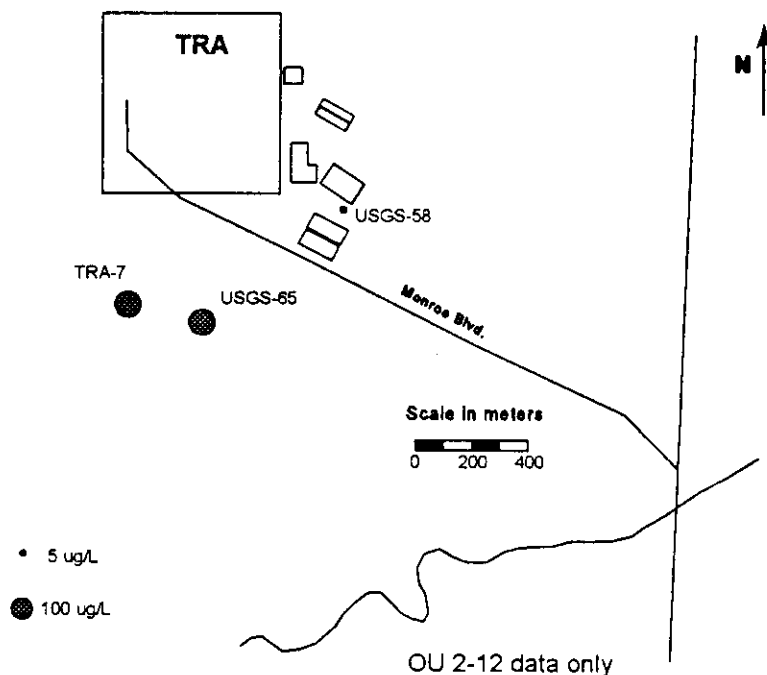 TRA
N
USGS-58
TRA-7
USGS-65
Monroe Blvd.
Scale in meters
0 200 400
5 ug/L
100 ug/L
OU 2-12 data only